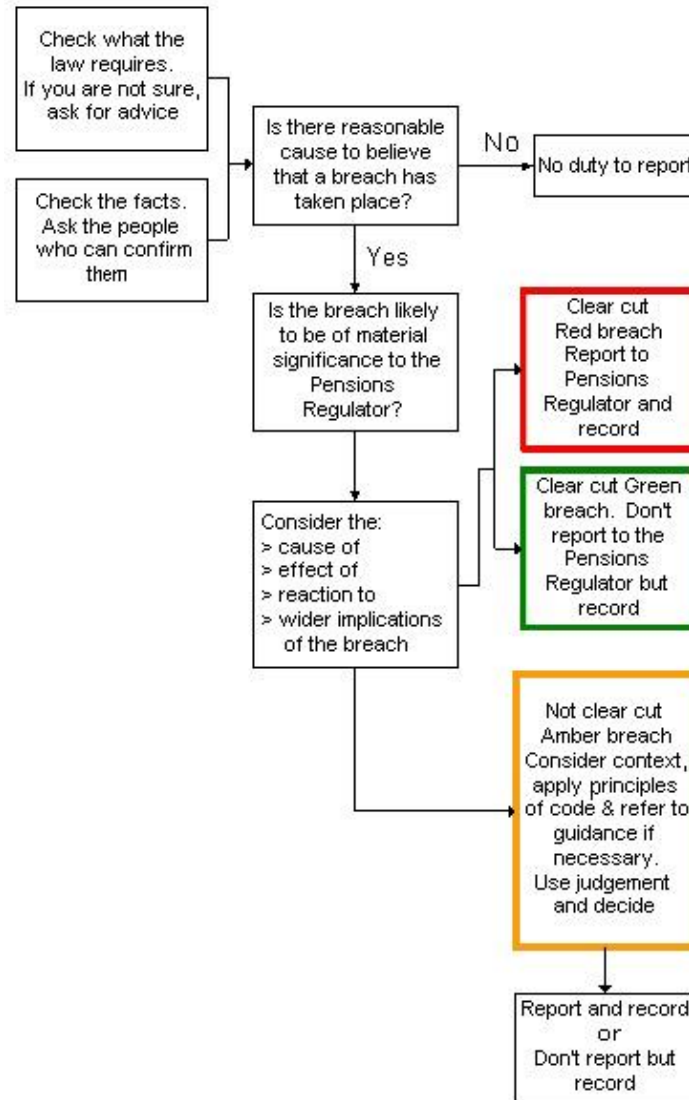 Check what the
law requires.
If you are not sure,
ask for advice
Check the facts.
Ask the people
who can confirm
them
Is there reasonable
cause to believe
that a breach has
taken place?
No
No duty to report
Yes
Is the breach likely
to be of material
significance to the
Pensions
Regulator?
Clear cut
Red breach
Report to
Pensions
Regulator and
record
Clear cut Green
breach. Don't
report to the
Pensions
Regulator but
record
Consider the:
> cause of
> effect of
> reaction to
> wider implications
of the breach
Not clear cut
Amber breach
Consider context,
apply principles
of code & refer to
guidance if
necessary.
Use judgement
and decide
Report and record
or
Don't report but
record